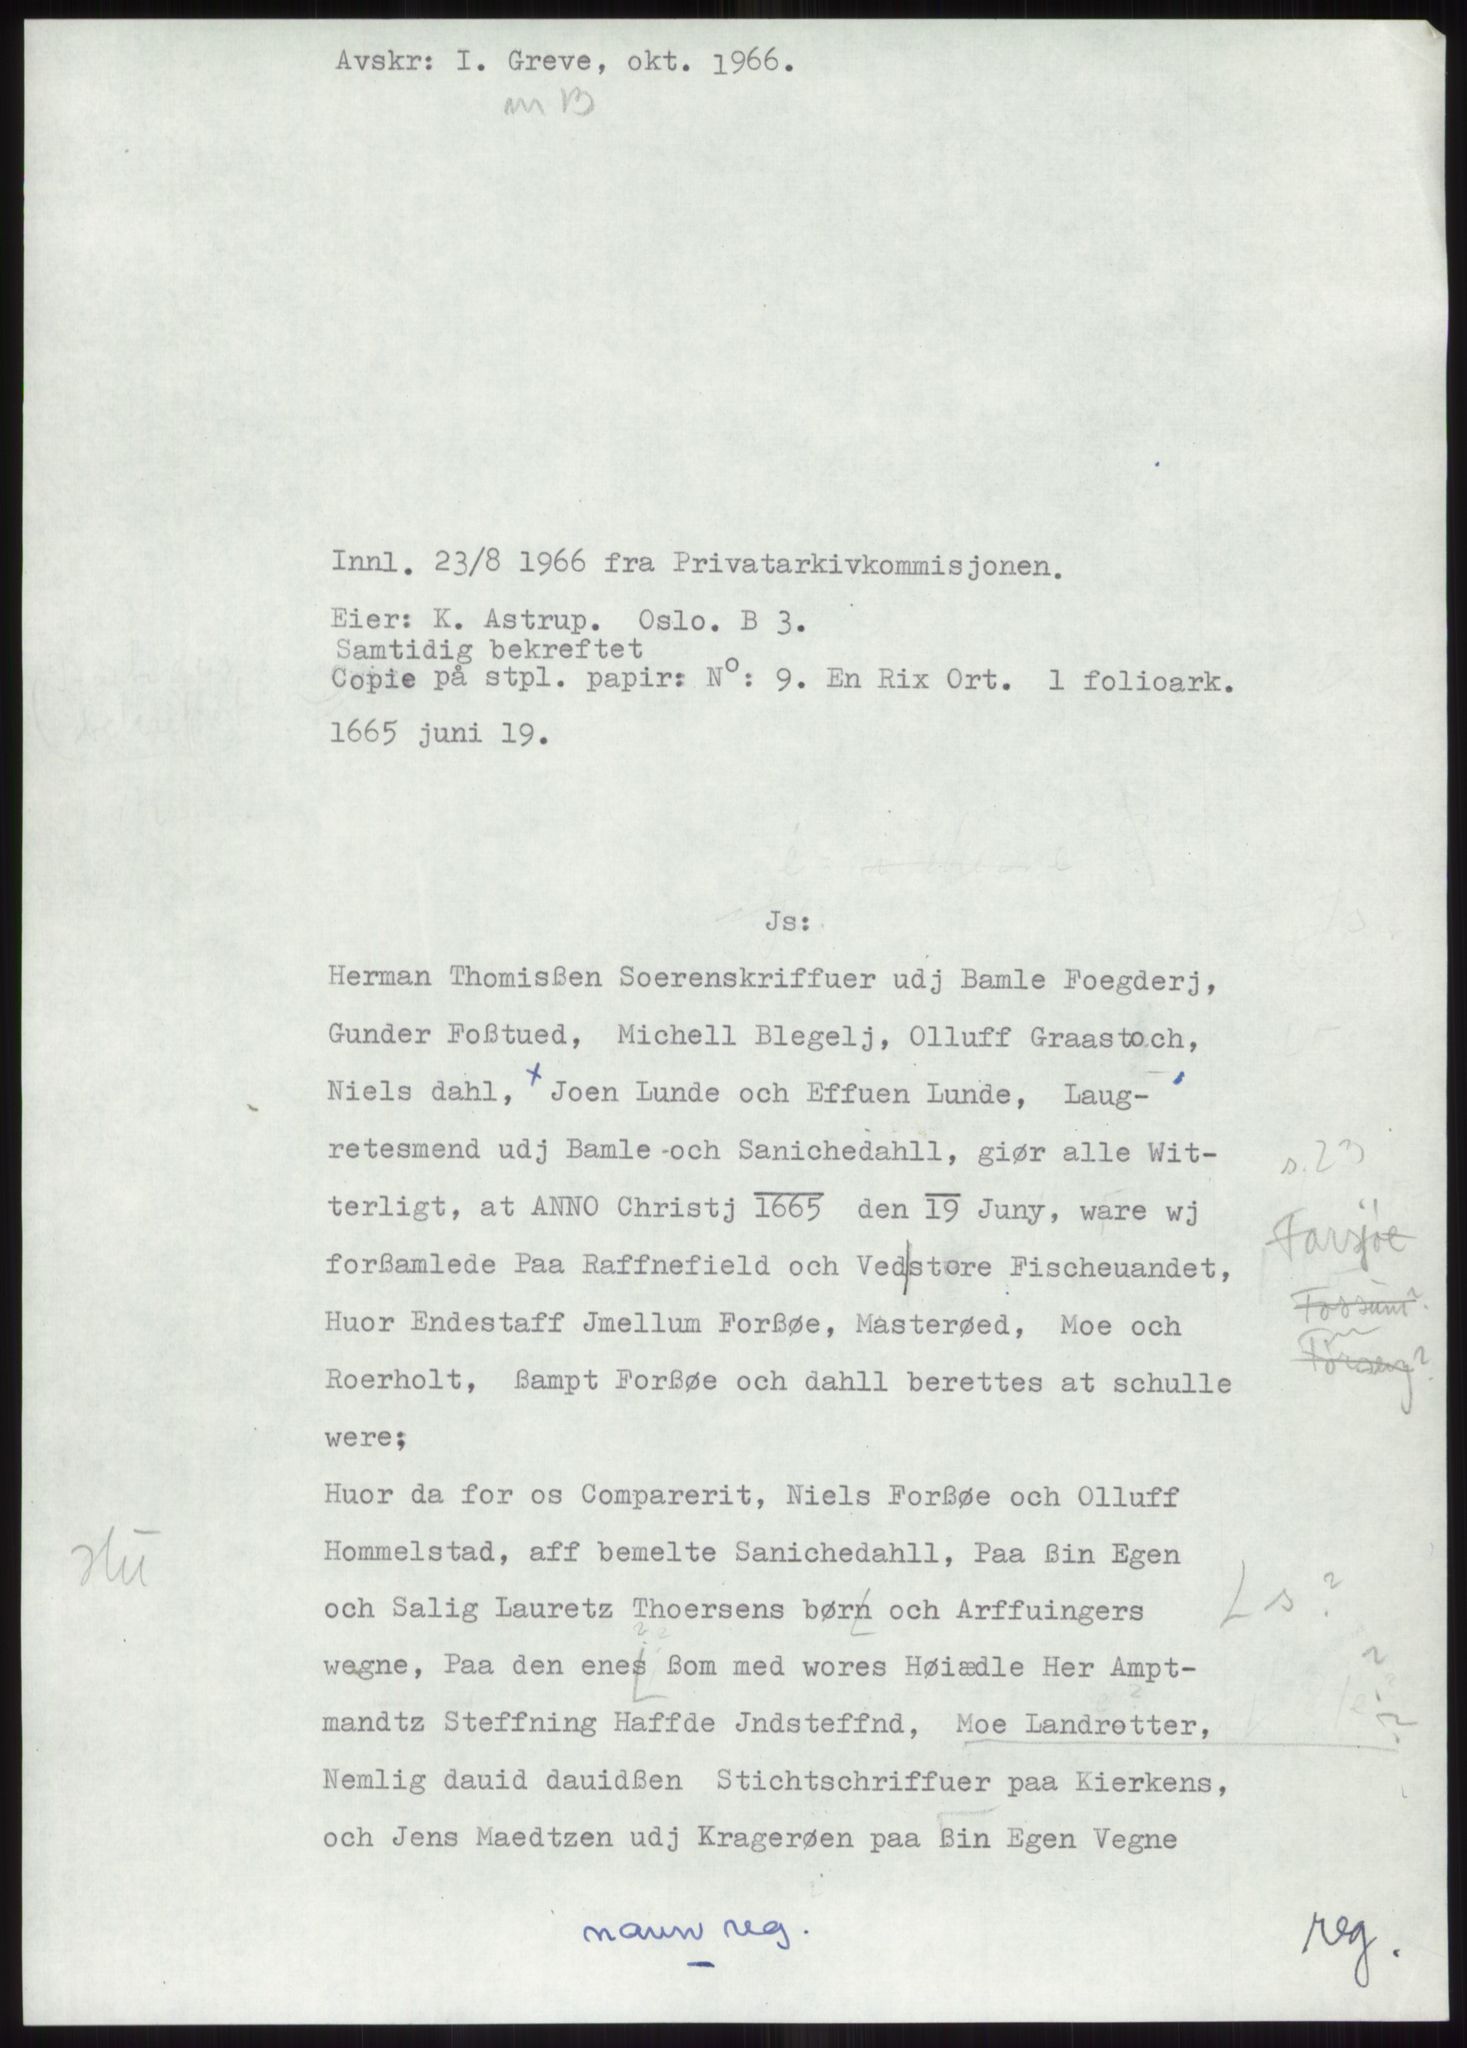 Avskr: I. Greve, okt. 1966.
Innl. 23/8 1966 fra Privatarkivkommisjonen.
Eier: K. Astrup. Oslo. B 3.
Samtidig bekreftet
Copie på stpl. papir: Nº: 9. En Rix Ort. 1 folioark.
1665 juni 19.
Js:
Herman Thomisßen Soerenskriffuer udj Bamle Foegderj,
Gunder Foßtued, Michell Blegelj, Olluff Graastoch,
Niels dahl, + Joen Lunde och Effuen Lunde, Laug-
retesmend udj Bamle -och Sanichedahll, giør alle Wit-
s. 23
terligt, at ANNO Christj 1665 den 19 Juny, ware wj
Farsjøe
forßamlede Paa Raffnefield och Ved|store Fischeuandet,
Fossum?
Huor Endestaff Jmellum Forßøe, Masterøed, Moe och
Roerholt, ßampt Forßøe och dahll berettes at schulle
were;
Huor da for os Comparerit, Niels Forßøe och Olluff
Hommelstad, aff bemelte Sanichedahll, Paa ßin Egen
och Salig Lauretz Thoersens børn och Arffuingers
L s?
wegne, Paa den enes ßom med wores Høiædle Her Ampt-
mandtz Steffning Haffde Jndsteffnd, Moe Landrotter,
Nemlig dauid dauidßen Stichtschriffuer paa Kierkens,
och Jens Maedtzen udj Kragerøen paa ßin Egen Vegne
navn reg.
reg.